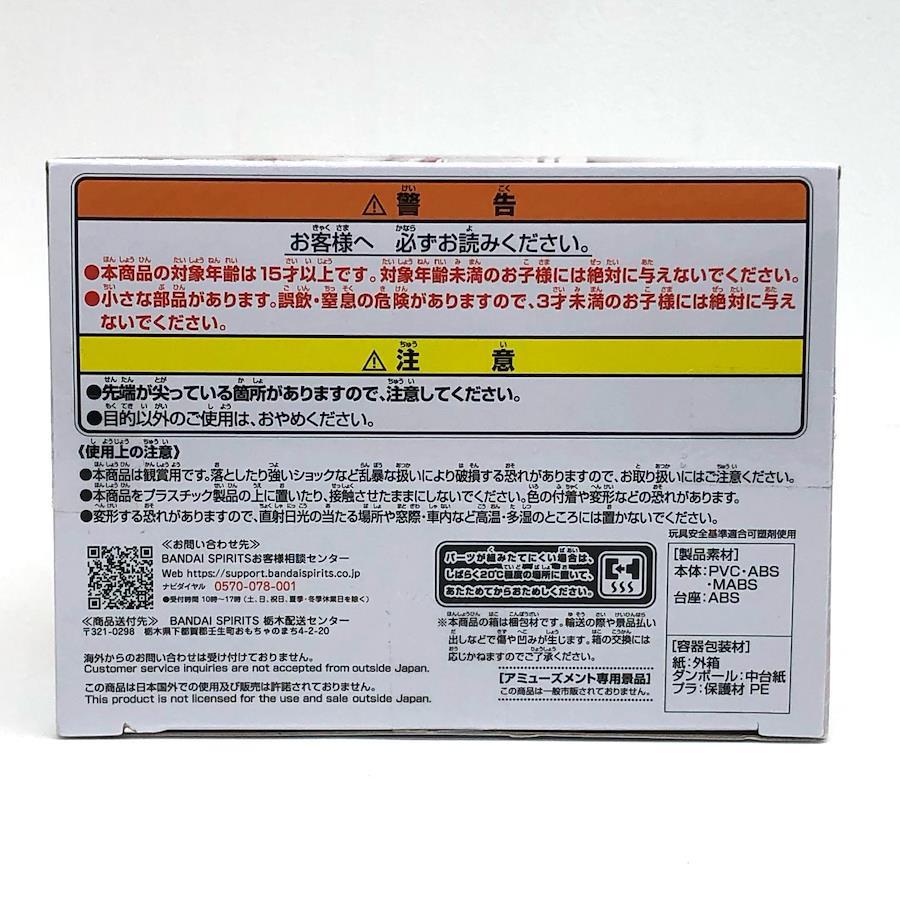 ⚠警告
お客様へ 必ずお読みください。
●本商品の対象年齢は15才以上です。対象年齢未満のお子様には絶対に与えないでください。
●小さな部品があります。誤飲・窒息の危険がありますので、3才未満のお子様には絶対に与え
ないでください。
⚠注意
●先端が尖っている箇所がありますので、注意してください。
●目的以外のご使用は、おやめください。
《使用上の注意》
●本商品は観賞用です。落としたり強いショックなど乱暴な扱いにより破損する恐れがありますので、お取り扱いにはご注意ください。
●本商品をプラスチック製品の上に置いたり、接触させたままにしないでください。色の付着や変形などの恐れがあります。
●変形する恐れがありますので、直射日光の当たる場所や窓際・車内など高温・多湿のところには置かないでください。
玩具安全基準適合可塑剤使用
≪お問い合わせ先≫
BANDAI SPIRITSお客様相談センター
Web https://support.bandaispirits.co.jp
ナビダイヤル 0570-078-001
●受付時間 10時〜17時(土、日、祝日、夏季・冬季休業日を除く)
≪商品送付先≫ BANDAI SPIRITS 栃木配送センター
〒321-0298 栃木県下都賀郡壬生町おもちゃのまち4-2-20
海外からのお問い合わせは受け付けておりません。
Customer service inquiries are not accepted from outside Japan.
この商品は日本国外での使用及び販売は許諾されておりません。
This product is not licensed for the use and sale outside Japan.
パーツが組みたてにくい場合は、
しばらく20℃程度の場所に置いて、
あたためてからおためしください。
※本商品の箱は梱包材です。輸送の際や景品払い
出しなどで傷や凹みが生じます。箱の交換には
応じかねますのでご了承ください。
[アミューズメント専用景品]
この商品は一般市販されておりません。
[製品素材]
本体:PVC・ABS
・MABS
台座:ABS
[容器包装材]
紙:外箱
ダンボール:中台紙
プラ:保護材 PE